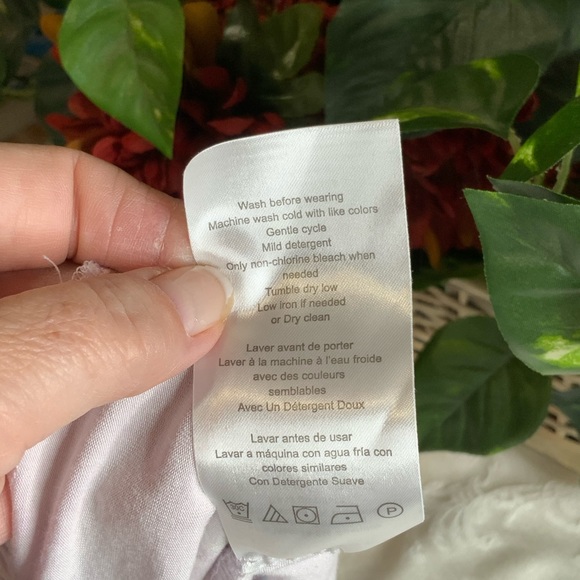 Wash before wearing
Machine wash cold with like colors
Gentle cycle
Mild detergent
Only non-chlorine bleach when
needed
Tumble dry low
Low iron if needed
or Dry clean
Laver avant de porter
Laver à la machine à l'eau froide
avec des couleurs
semblables
Avec Un Détergent Doux
Lavar antes de usar
Lavar a máquina con agua fría con
colores similares
Con Detergente Suave
30C P